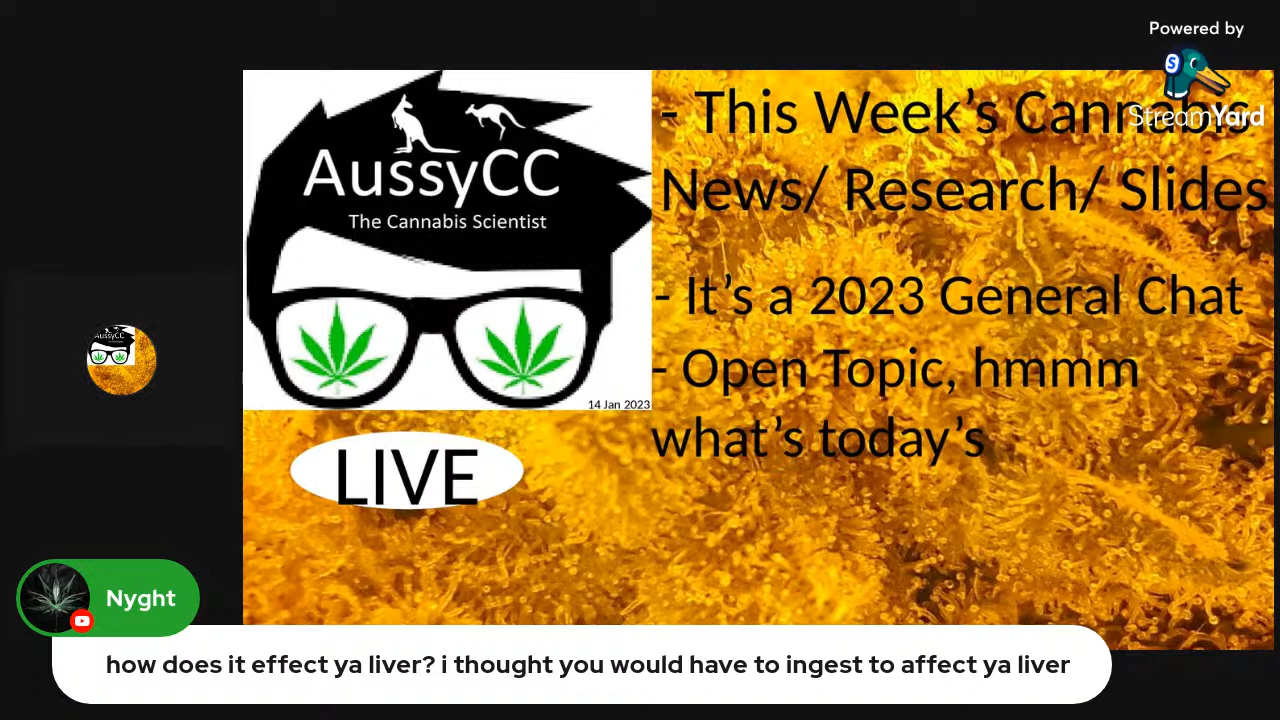 Powered by
StreamYard
- This Week's Cannabis
News/ Research/ Slides
AussyCC
The Cannabis Scientist
- It's a 2023 General Chat
- Open Topic, hmmm
14 Jan 2023
what's today's
LIVE
Nyght
how does it effect ya liver? i thought you would have to ingest to affect ya liver